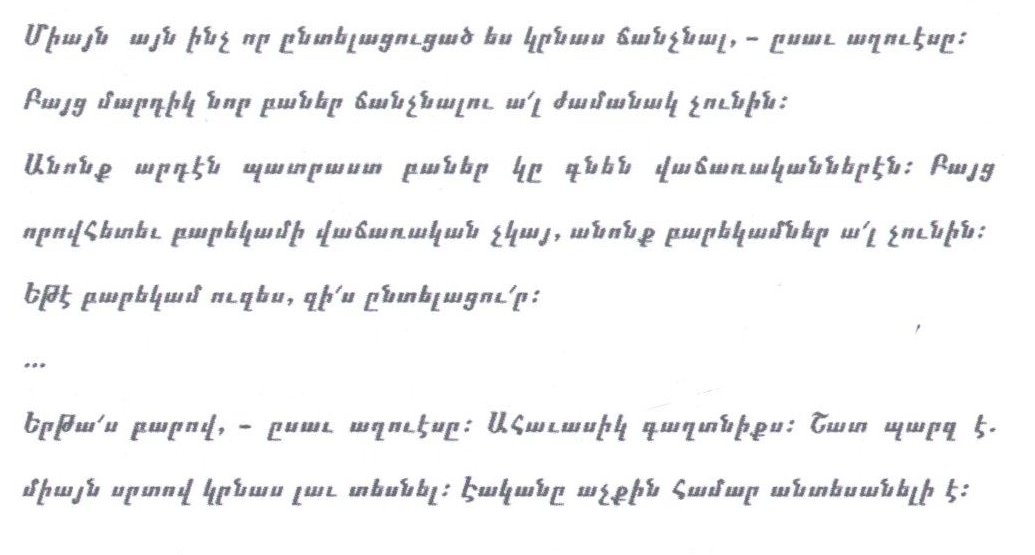 Միայն այն ինչ որ ընտելացուցած ես կրնաս ճանչնալ, – ըսաւ աղուէսը։
Բայց մարդիկ նոր բաներ ճանչնալու ա՛լ ժամանակ չունին։
Անոնք արդէն պատրաստ բաներ կը գնեն վաճառականներէն։ Բայց
որովհետեւ բարեկամի վաճառական չկայ, անոնք բարեկամներ ա՛լ չունին։
Եթէ բարեկամ ուզես, զի՛ս ընտելացու՛ր։
...
Երթա՛ս բարով, – ըսաւ աղուէսը։ Ահաւասիկ գաղտնիքս։ Շատ պարզ է.
միայն սրտով կրնաս լաւ տեսնել։ Էականը աչքին համար անտեսանելի է։